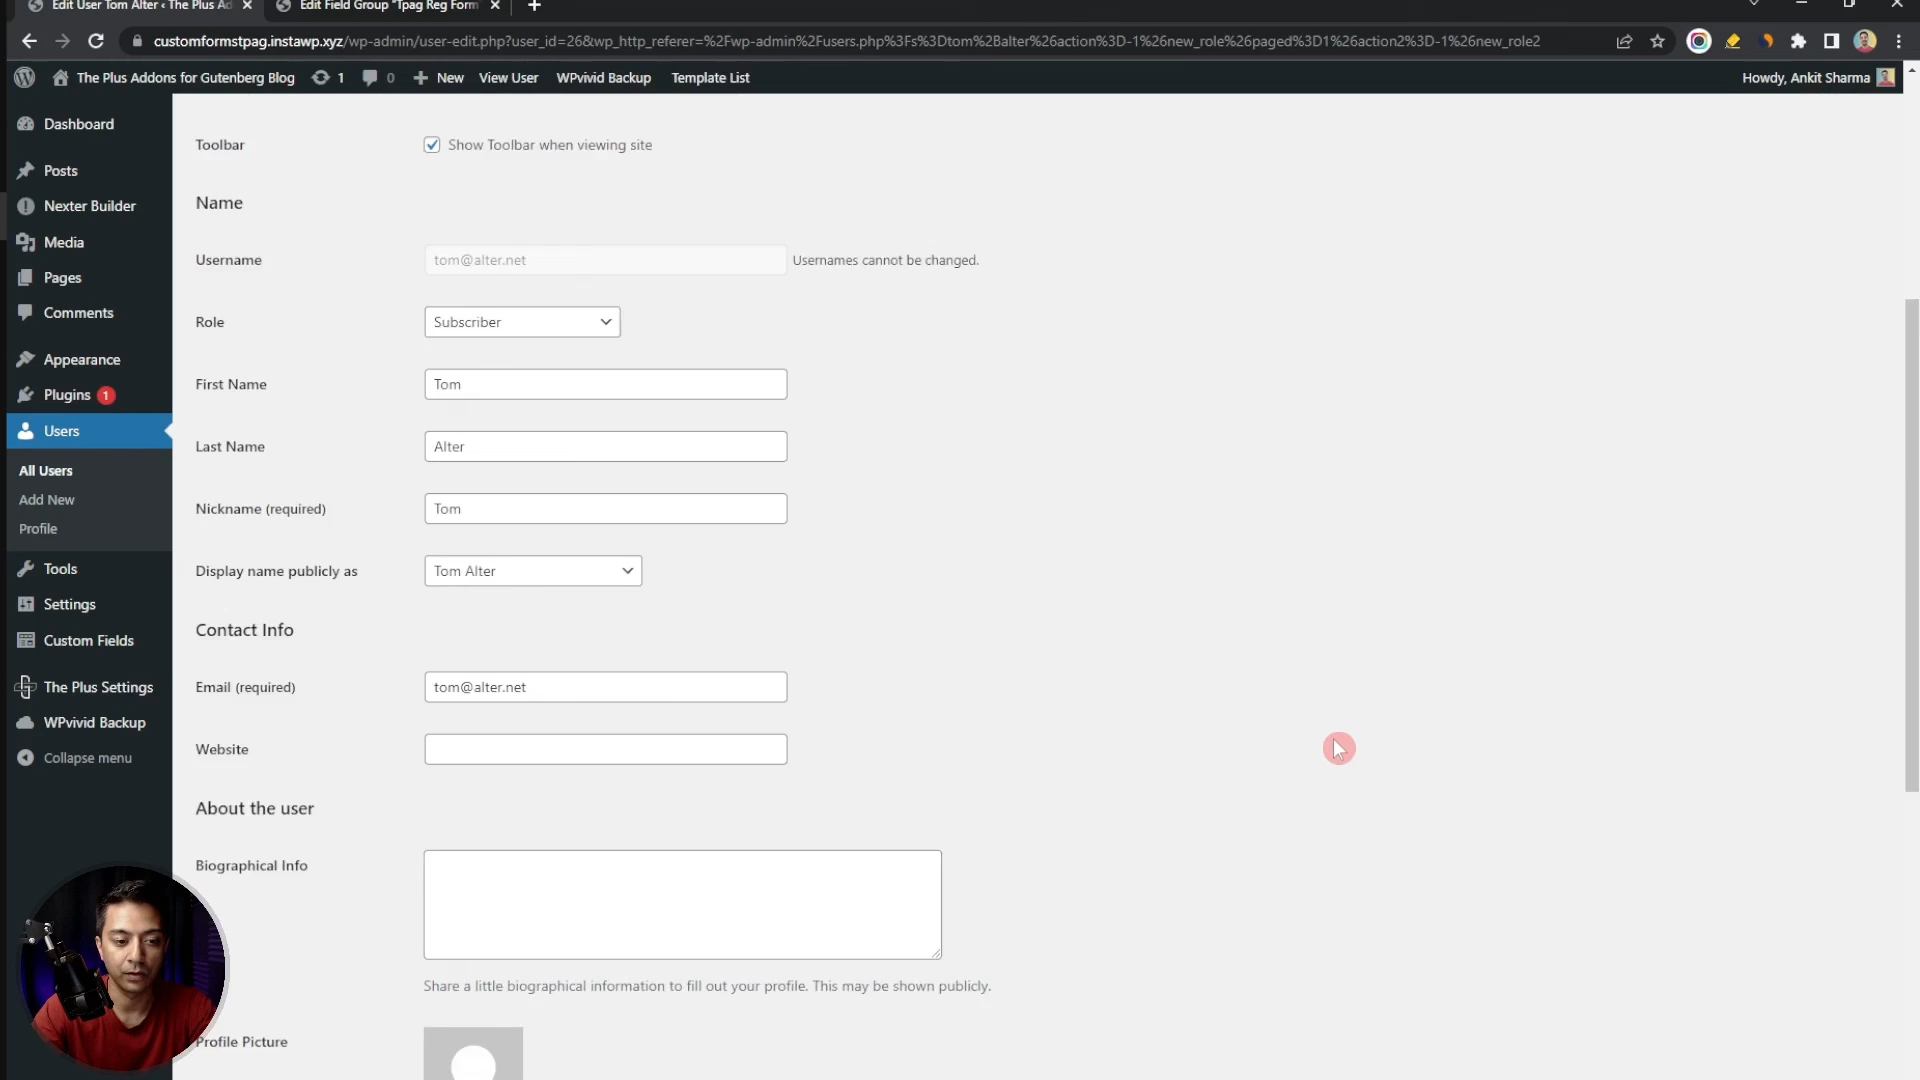 Edit User Tom Alter ‹ The Plus Ad
Edit Field Group "Tpag Reg Form
customformstpag.instawp.xyz/wp-admin/user-edit.php?user_id=26&wp_http_referer=%2Fwp-admin%2Fusers.php%3Fs%3Dtom%2Balter%26action%3D-1%26new_role%26paged%3D1%26action2%3D-1%26new_role2
The Plus Addons for Gutenberg Blog 1 0 New View User WPvivid Backup Template List Howdy, Ankit Sharma
Dashboard
Posts
Nexter Builder
Media
Pages
Comments
Appearance
Plugins 1
Users
All Users
Add New
Profile
Tools
Settings
Custom Fields
The Plus Settings
WPvivid Backup
Collapse menu
Toolbar Show Toolbar when viewing site
Name
Username tom@alter.net Usernames cannot be changed.
Role Subscriber
First Name Tom
Last Name Alter
Nickname (required) Tom
Display name publicly as Tom Alter
Contact Info
Email (required) tom@alter.net
Website
About the user
Biographical Info
Share a little biographical information to fill out your profile. This may be shown publicly.
Profile Picture